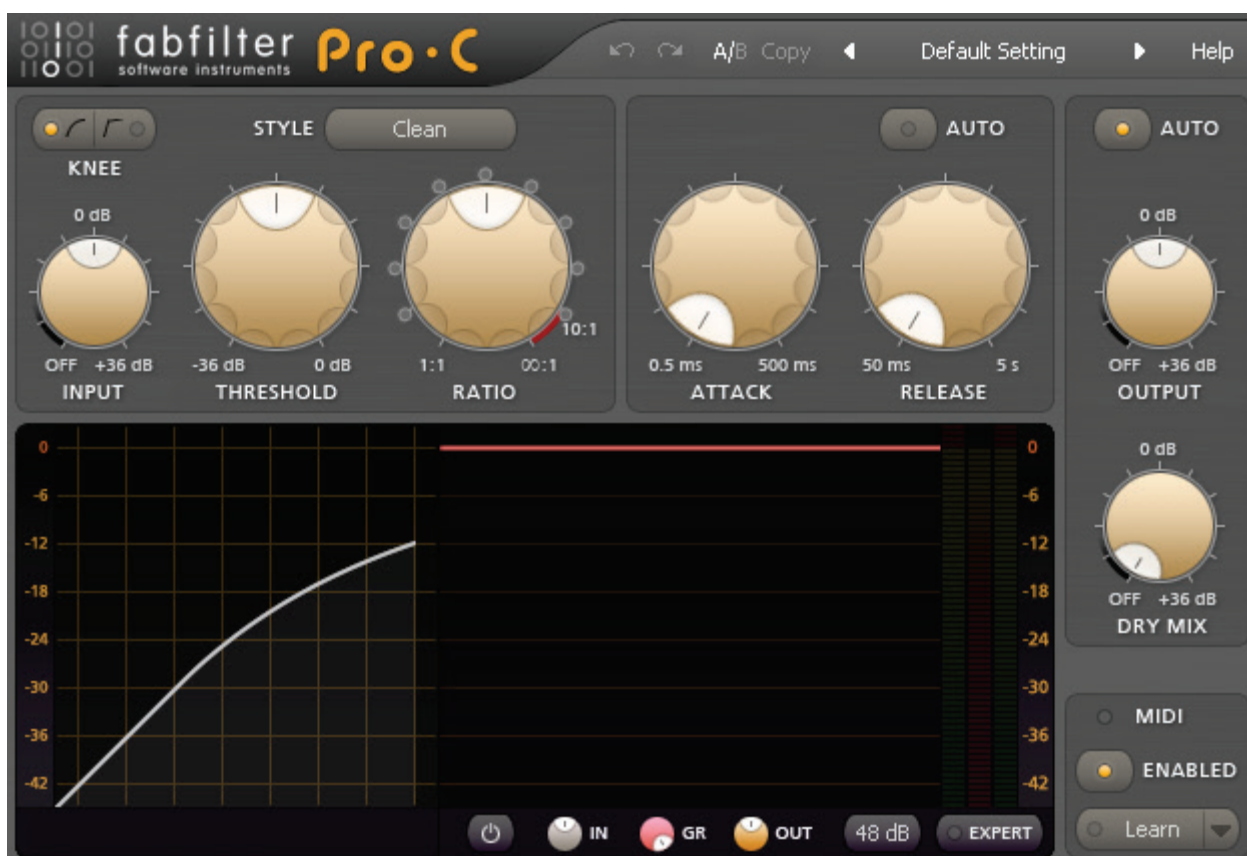 fabfilter Pro·C
software instruments
A/B Copy
Default Setting
Help
STYLE Clean
AUTO
AUTO
KNEE
0 dB
OFF +36 dB
INPUT
-36 dB 0 dB
THRESHOLD
10:1
1:1 ∞:1
RATIO
0.5 ms 500 ms
ATTACK
50 ms 5 s
RELEASE
0 dB
OFF +36 dB
OUTPUT
0 dB
OFF +36 dB
DRY MIX
0
-6
-12
-18
-24
-30
-36
-42
0
-6
-12
-18
-24
-30
-36
-42
IN GR OUT 48 dB EXPERT
MIDI
ENABLED
Learn